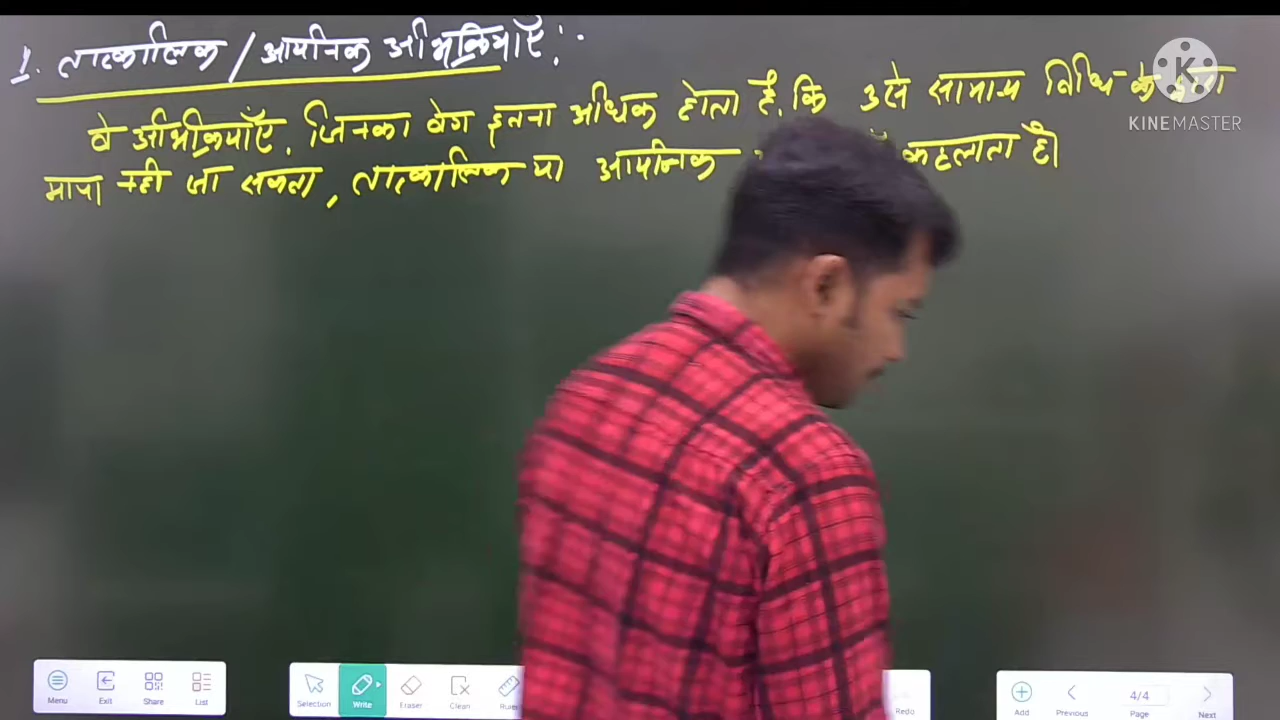 1. तात्कालिक / आयनिक अभिक्रियाएँ :-
वे अभिक्रियाएँ, जिनका वेग इतना अधिक होता है, कि उसे सामान्य विधि के द्वारा
मापा नही जा सकता, तात्कालिक या आयनिक कहलाता है।
KINEMASTER
Menu Exit Share List Selection Write Eraser Clean Ruler Redo Add Previous 4/4 Page Next